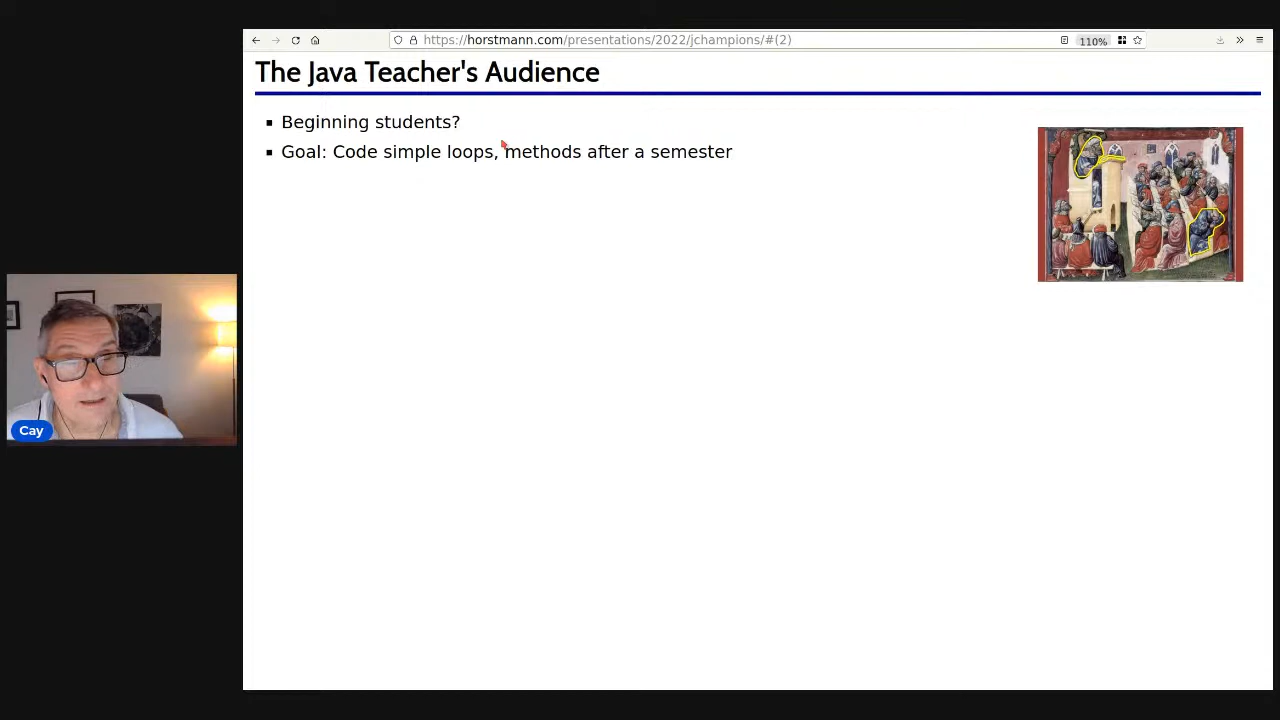 https://horstmann.com/presentations/2022/jchampions/#(2)
110%
The Java Teacher's Audience
Beginning students?
Goal: Code simple loops, methods after a semester
Cay